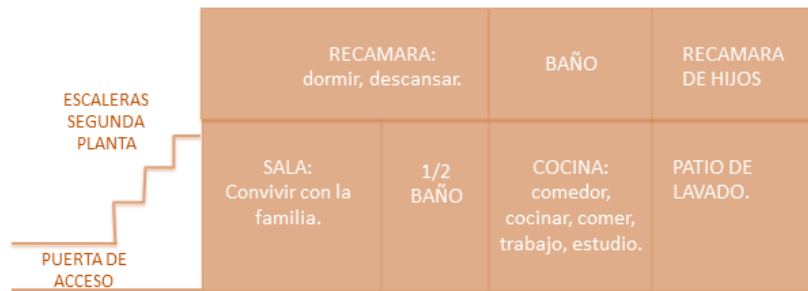 RECAMARA:
dormir, descansar.
BAÑO
RECAMARA
DE HIJOS
ESCALERAS
SEGUNDA
PLANTA
SALA:
Convivir con la
familia.
1/2
BAÑO
COCINA:
comedor,
cocinar, comer,
trabajo, estudio.
PATIO DE
LAVADO.
PUERTA DE
ACCESO